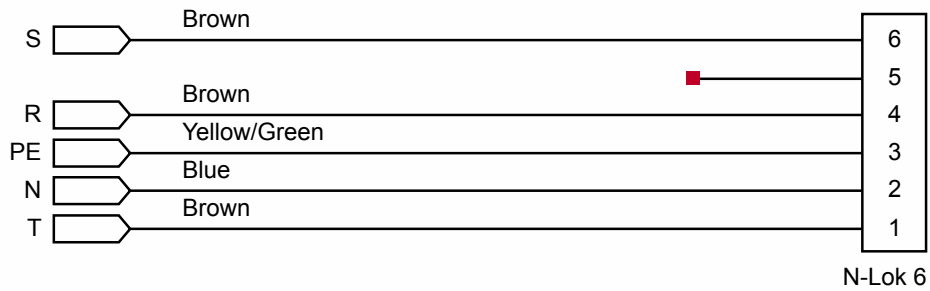 Brown
S 6
5
Brown
R 4
Yellow/Green
PE 3
Blue
N 2
Brown
T 1
N-Lok 6